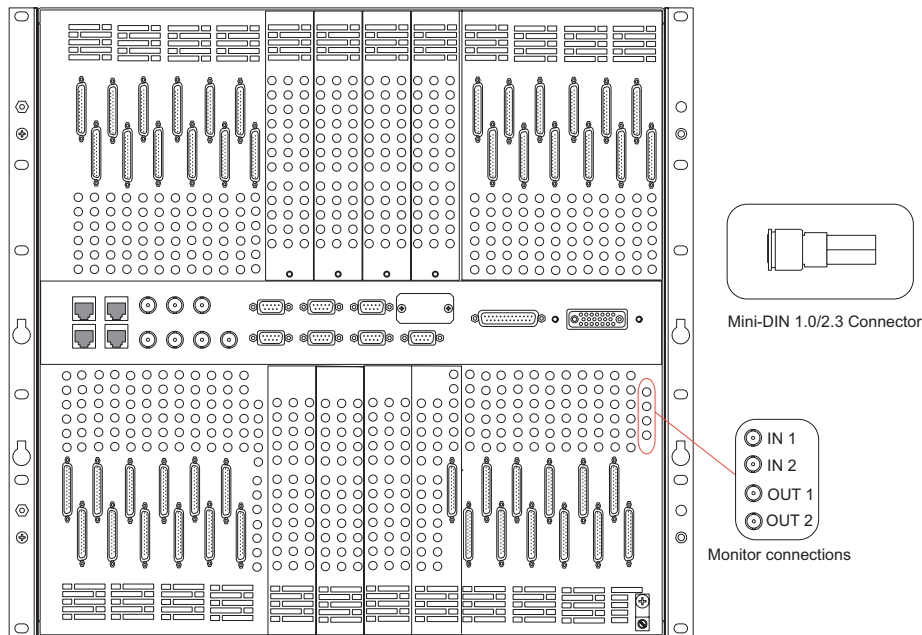 Mini-DIN 1.0/2.3 Connector
IN 1
IN 2
OUT 1
OUT 2
Monitor connections